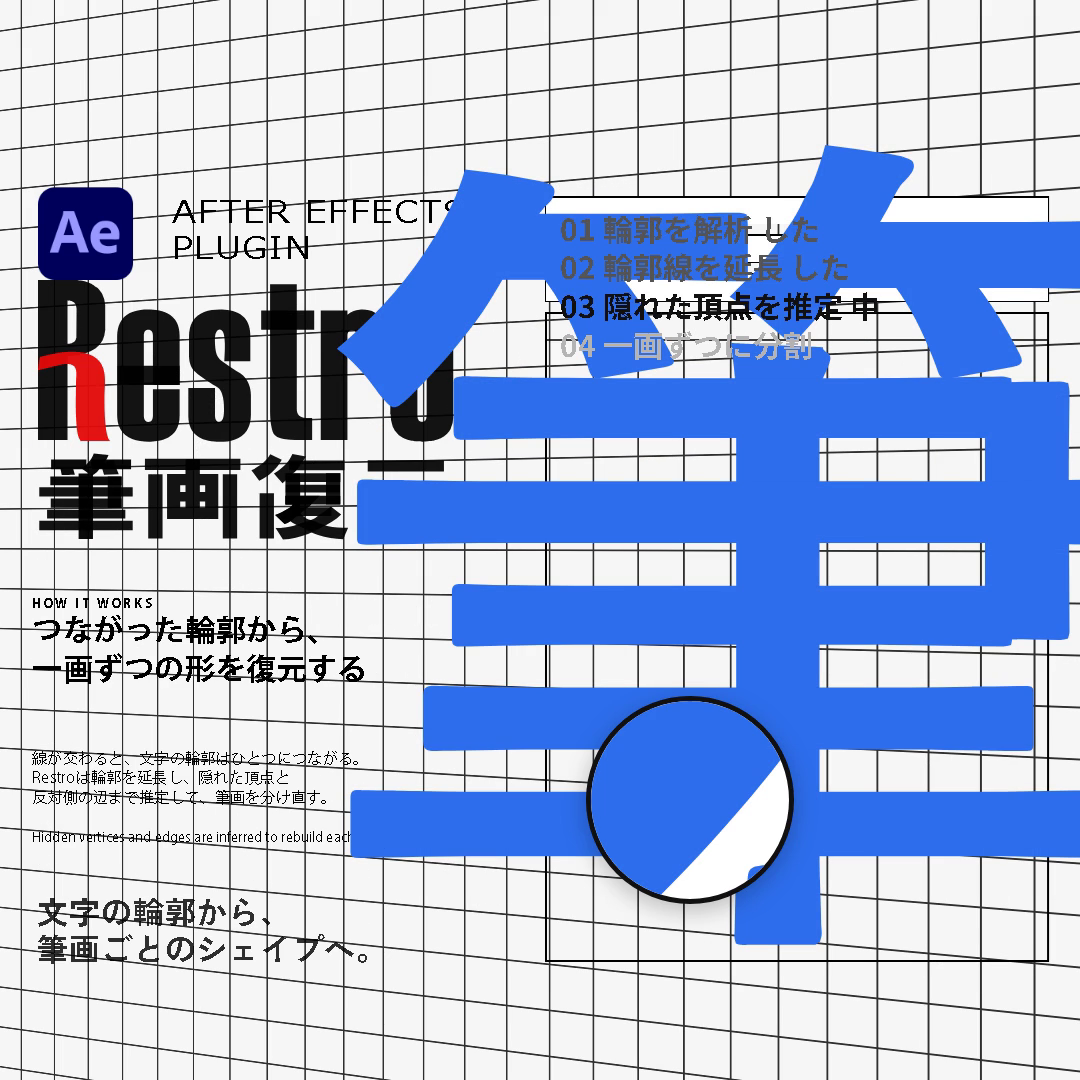 Ae
AFTER EFFECTS
PLUGIN
Restro
筆画復
HOW IT WORKS
つながった輪郭から、
一画ずつの形を復元する
線が交わると、文字の輪郭はひとつにつながる。
Restroは輪郭を延長し、隠れた頂点と
反対側の辺まで推定して、筆画を分け直す。
Hidden vertices and edges are inferred to rebuild each
文字の輪郭から、
筆画ごとのシェイプへ。
01 輪郭を解析 した
02 輪郭線を延長 した
03 隠れた頂点を推定 中
04 一画ずつに分割
筆